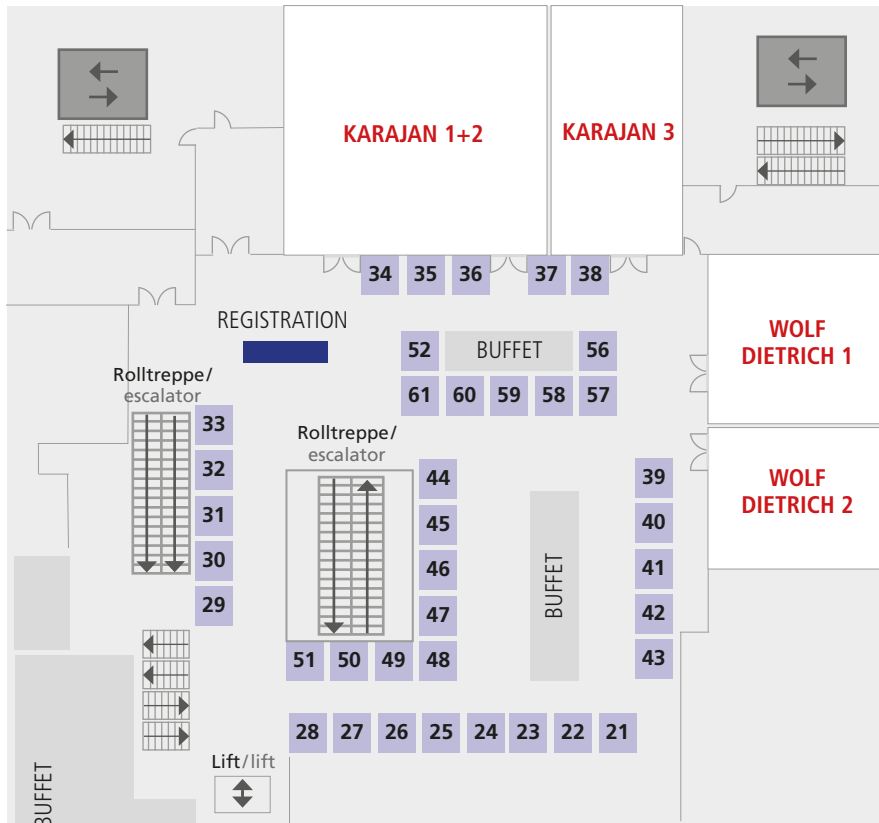 KARAJAN 1+2
KARAJAN 3
34 35 36 37 38
REGISTRATION
WOLF
DIETRICH 1
52 BUFFET 56
61 60 59 58 57
Rolltreppe/
escalator
33
32
31
30
29
Rolltreppe/
escalator
44
45
46
47
51 50 49 48
BUFFET
39
40
41
42
43
WOLF
DIETRICH 2
28 27 26 25 24 23 22 21
Lift/lift
BUFFET